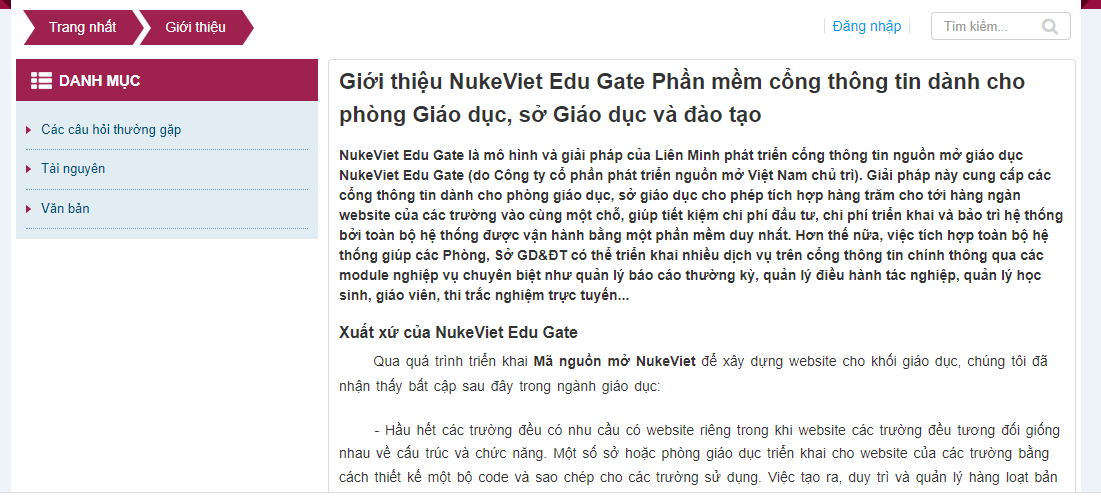 Trang nhất Giới thiệu Đăng nhập Tìm kiếm...
DANH MỤC
Các câu hỏi thường gặp
Tài nguyên
Văn bản
Giới thiệu NukeViet Edu Gate Phần mềm cổng thông tin dành cho
phòng Giáo dục, sở Giáo dục và đào tạo
NukeViet Edu Gate là mô hình và giải pháp của Liên Minh phát triển cổng thông tin nguồn mở giáo dục
NukeViet Edu Gate (do Công ty cổ phần phát triển nguồn mở Việt Nam chủ trì). Giải pháp này cung cấp các
cổng thông tin dành cho phòng giáo dục, sở giáo dục cho phép tích hợp hàng trăm cho tới hàng ngàn
website của các trường vào cùng một chỗ, giúp tiết kiệm chi phí đầu tư, chi phí triển khai và bảo trì hệ thống
bởi toàn bộ hệ thống được vận hành bằng một phần mềm duy nhất. Hơn thế nữa, việc tích hợp toàn bộ hệ
thống giúp các Phòng, Sở GD&ĐT có thể triển khai nhiều dịch vụ trên cổng thông tin chính thông qua các
module nghiệp vụ chuyên biệt như quản lý báo cáo thường kỳ, quản lý điều hành tác nghiệp, quản lý học
sinh, giáo viên, thi trắc nghiệm trực tuyến...
Xuất xứ của NukeViet Edu Gate
Qua quá trình triển khai Mã nguồn mở NukeViet để xây dựng website cho khối giáo dục, chúng tôi đã
nhận thấy bất cập sau đây trong ngành giáo dục:
- Hầu hết các trường đều có nhu cầu có website riêng trong khi website các trường đều tương đối giống
nhau về cấu trúc và chức năng. Một số sở hoặc phòng giáo dục triển khai cho website của các trường bằng
cách thiết kế một bộ code và sao chép cho các trường sử dụng. Việc tạo ra, duy trì và quản lý hàng loạt bản